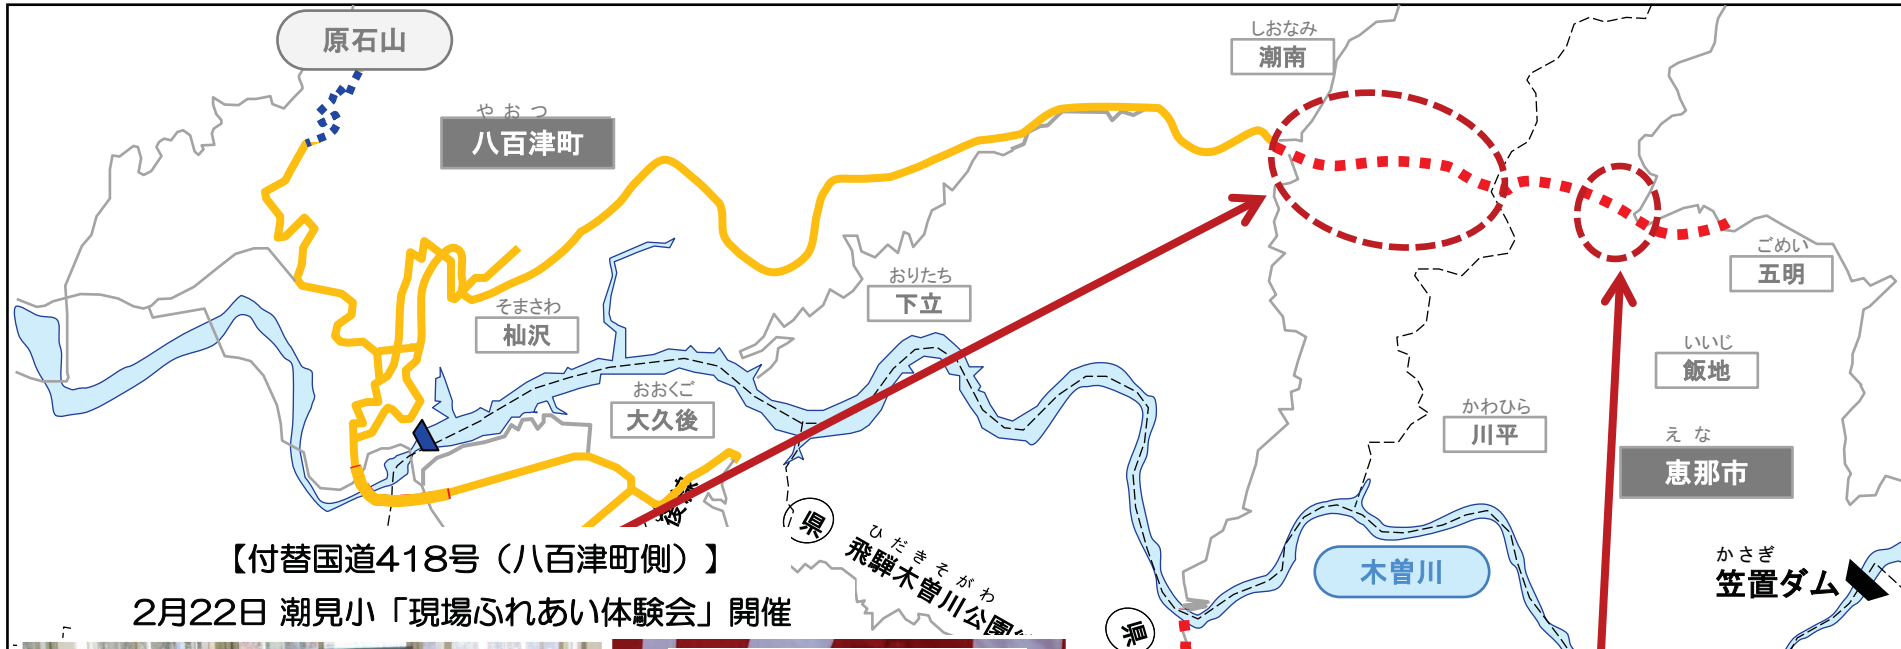 原石山
しおなみ
潮南
やおつ
八百津町
ごめい
五明
おりたち
下立
そまさわ
杣沢
いいじ
飯地
おおくご
大久後
かわひら
川平
えな
恵那市
県
ひだきそがわ
飛騨木曽川公園
木曽川
かさぎ
笠置ダム
県
【付替国道418号（八百津町側）】
2月22日 潮見小「現場ふれあい体験会」開催